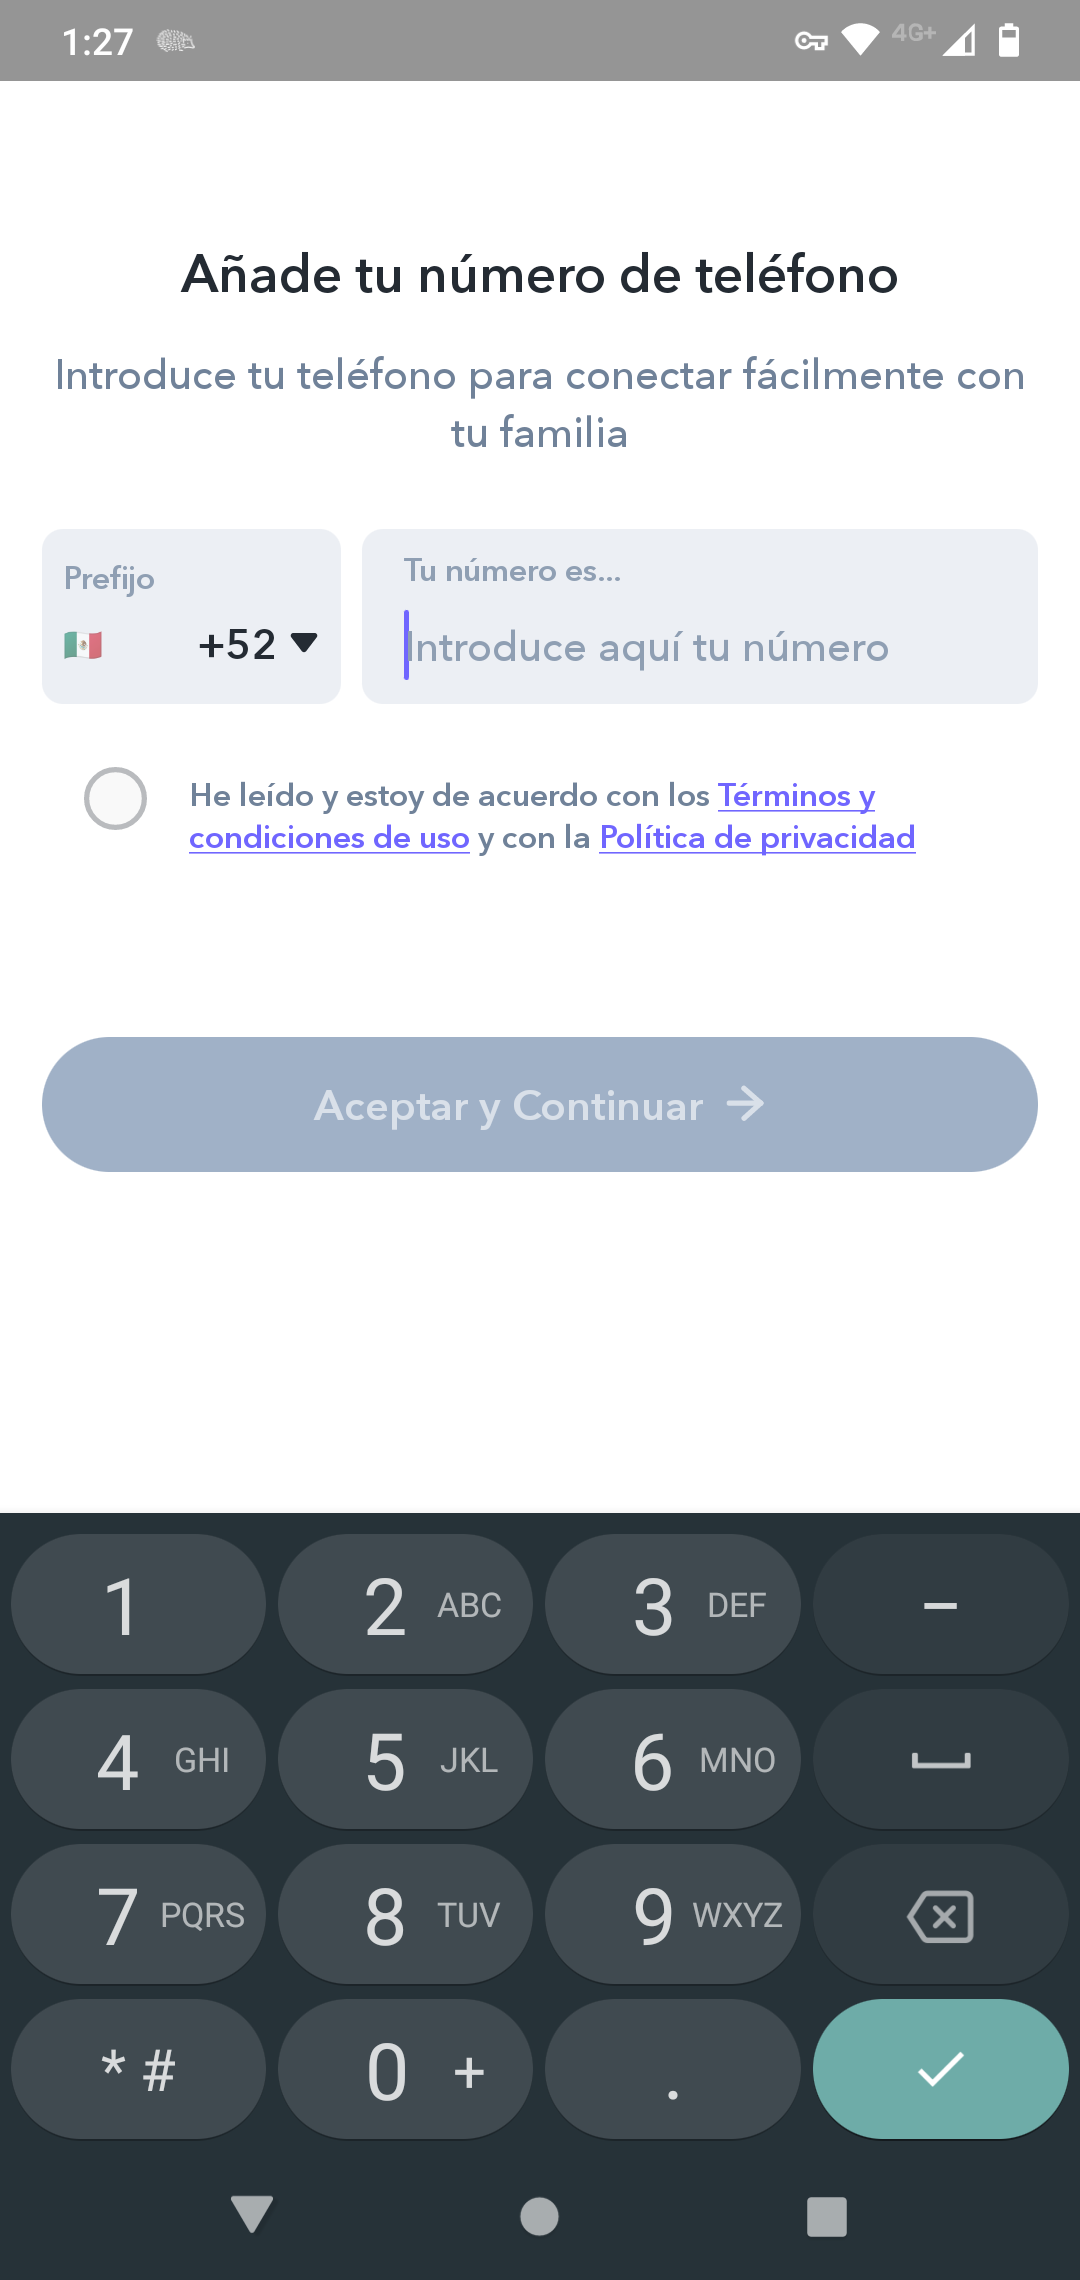 1:27
4G+
Añade tu número de teléfono
Introduce tu teléfono para conectar fácilmente con
tu familia
Prefijo
+52
Tu número es...
Introduce aquí tu número
He leído y estoy de acuerdo con los Términos y
condiciones de uso y con la Política de privacidad
Aceptar y Continuar →
1
2 ABC
3 DEF
–
4 GHI
5 JKL
6 MNO
7 PQRS
8 TUV
9 WXYZ
* #
0 +
.